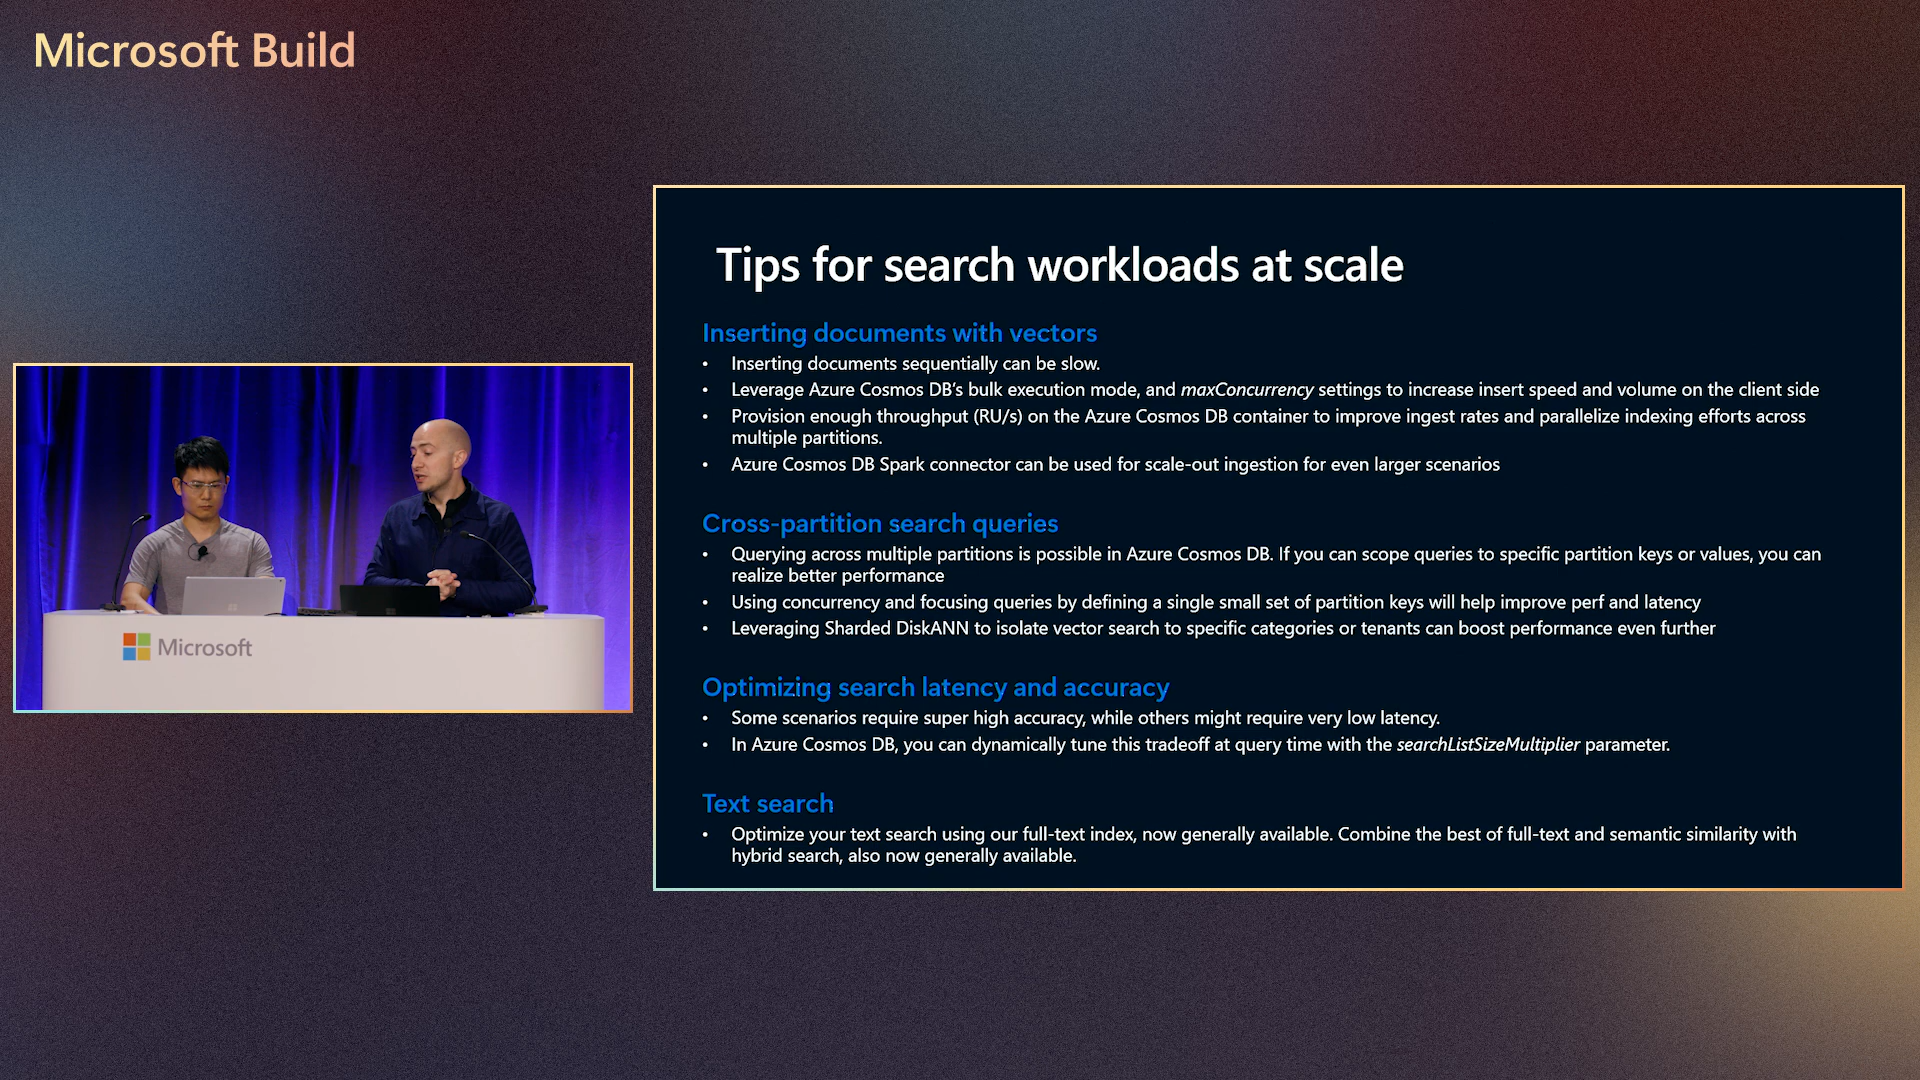 Microsoft Build
Microsoft
Tips for search workloads at scale
Inserting documents with vectors
• Inserting documents sequentially can be slow.
• Leverage Azure Cosmos DB's bulk execution mode, and maxConcurrency settings to increase insert speed and volume on the client side
• Provision enough throughput (RU/s) on the Azure Cosmos DB container to improve ingest rates and parallelize indexing efforts across
multiple partitions.
• Azure Cosmos DB Spark connector can be used for scale-out ingestion for even larger scenarios
Cross-partition search queries
• Querying across multiple partitions is possible in Azure Cosmos DB. If you can scope queries to specific partition keys or values, you can
realize better performance
• Using concurrency and focusing queries by defining a single small set of partition keys will help improve perf and latency
• Leveraging Sharded DiskANN to isolate vector search to specific categories or tenants can boost performance even further
Optimizing search latency and accuracy
• Some scenarios require super high accuracy, while others might require very low latency.
• In Azure Cosmos DB, you can dynamically tune this tradeoff at query time with the searchListSizeMultiplier parameter.
Text search
• Optimize your text search using our full-text index, now generally available. Combine the best of full-text and semantic similarity with
hybrid search, also now generally available.